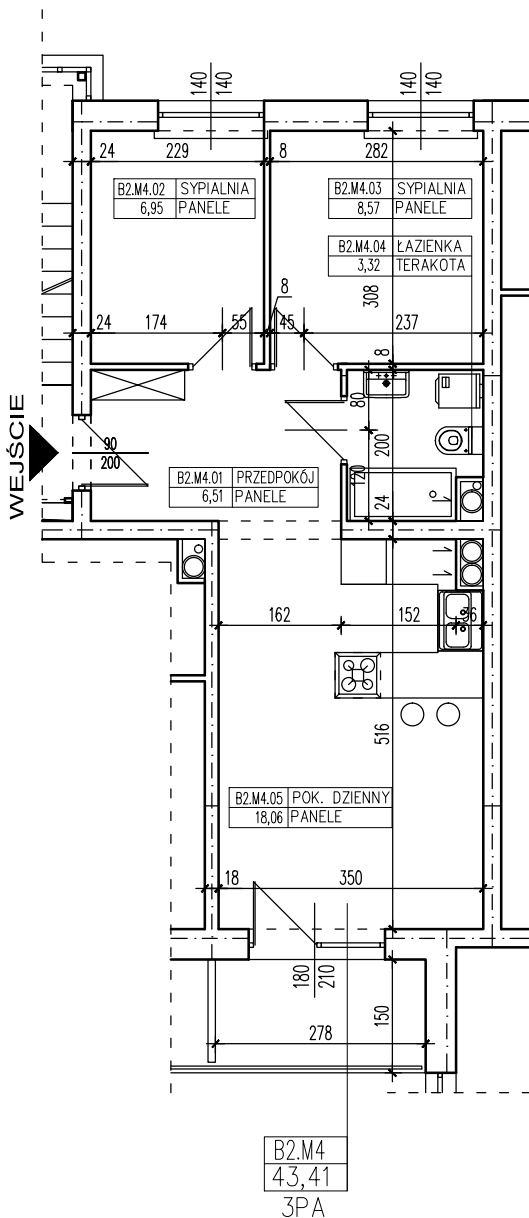 140 140
140 140
24 229 8 282
B2.M4.02 SYPIALNIA
6,95 PANELE
B2.M4.03 SYPIALNIA
8,57 PANELE
B2.M4.04 ŁAZIENKA
3,32 TERAKOTA
308
8
24 174 55 45 237
8
80
WEJŚCIE
90
200
200
120
24
B2.M4.01 PRZEDPOKÓJ
6,51 PANELE
162 152 36
516
B2.M4.05 POK. DZIENNY
18,06 PANELE
18 350
180 210
150
278
B2.M4
43,41
3PA